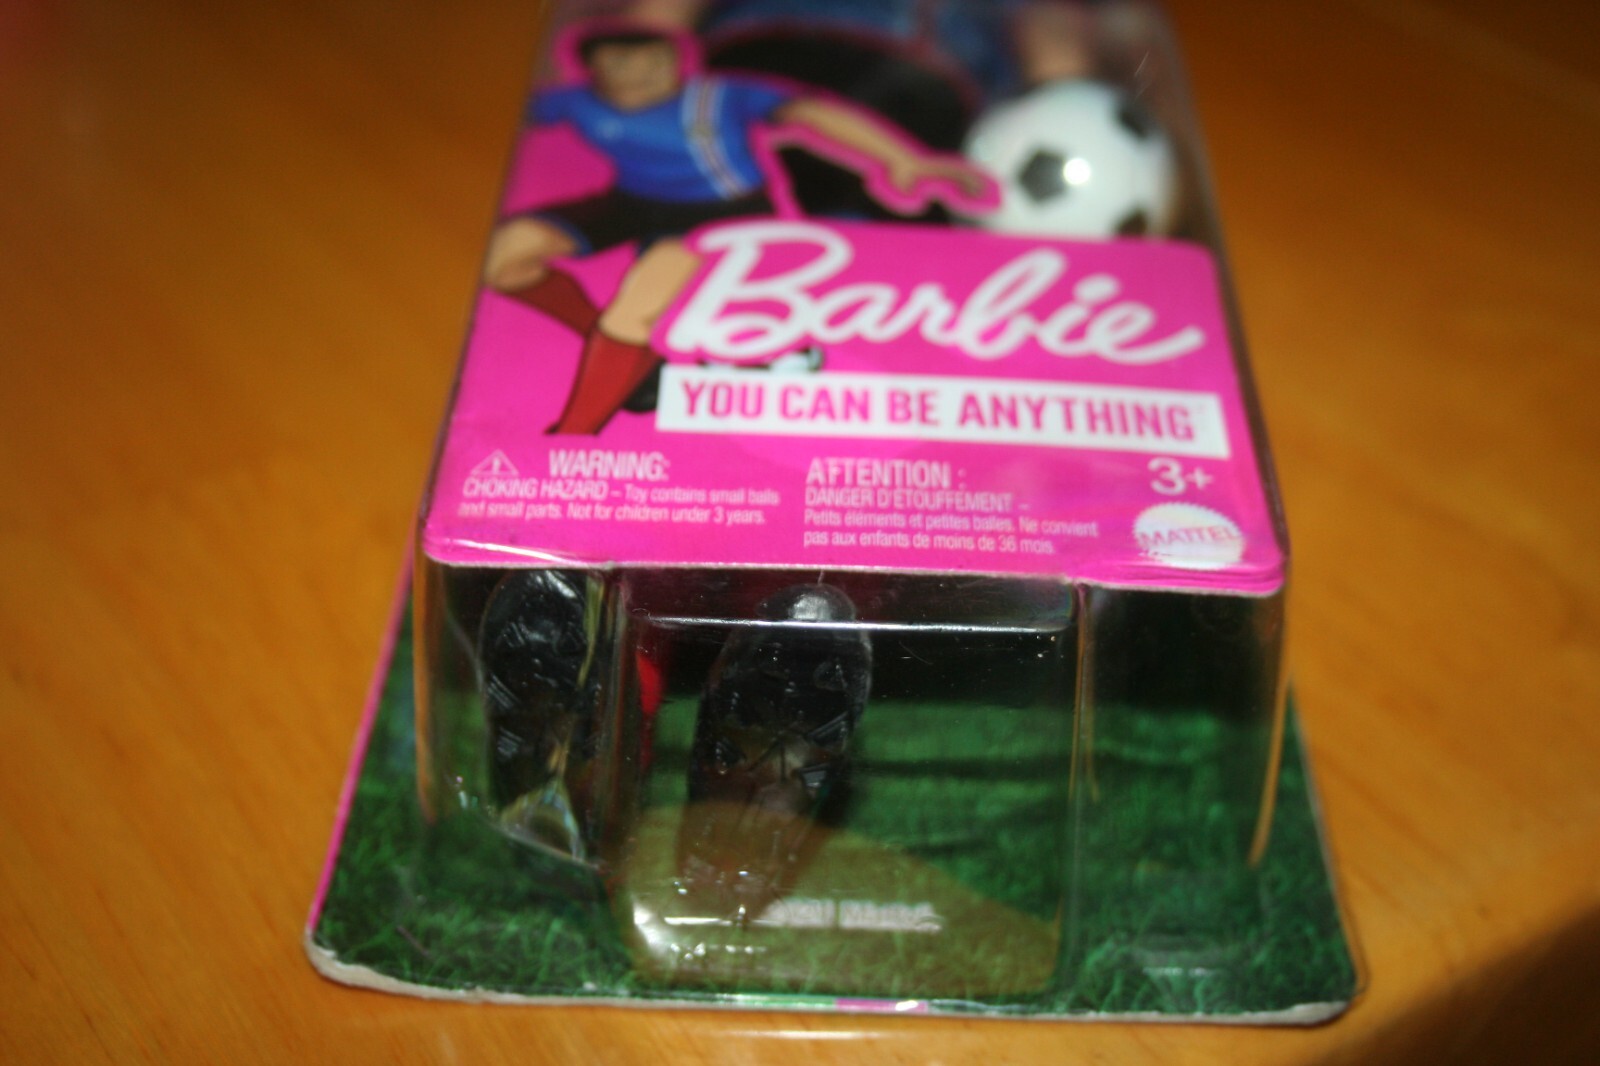 Barbie
YOU CAN BE ANYTHING™
WARNING:
CHOKING HAZARD – Toy contains small balls
and small parts. Not for children under 3 years.
ATTENTION :
DANGER D'ÉTOUFFEMENT –
Petits éléments et petites balles. Ne convient
pas aux enfants de moins de 36 mois.
3+
MATTEL